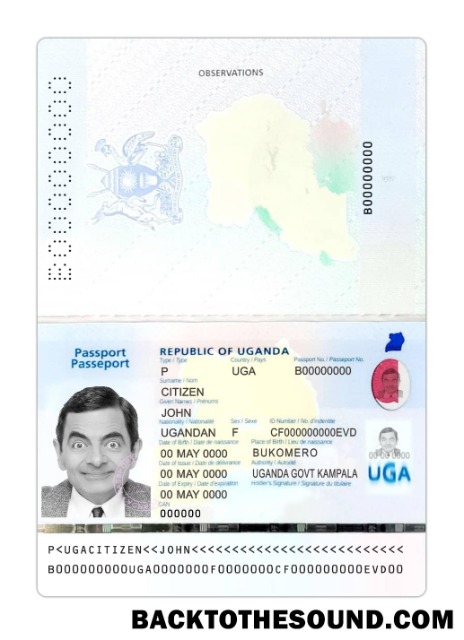 OBSERVATIONS
B00000000
B00000000
Passport
Passeport
REPUBLIC OF UGANDA
Type / Type Country / Pays Passport No. / Passeport No.
P UGA B00000000
Surname / Nom
CITIZEN
Given Names / Prénoms
JOHN
Nationality / Nationalité Sex / Sexe ID Number / No. d'identite
UGANDAN F CF000000000EVD
Date of Birth / Date de naissance Place of Birth / Lieu de naissance
00 MAY 0000 BUKOMERO
Date of Issue / Date de délivrance Authority / Autorité
00 MAY 0000 UGANDA GOVT KAMPALA
Date of Expiry / Date d'expiration Holder's Signature / Signature du titulaire
00 MAY 0000
CAN
000000
UGA
P<UGACITIZEN<<JOHN<<<<<<<<<<<<<<<<<<<<<<<<<<
B000000000UGA0000000F0000000CF000000000EVD00
BACKTOTHESOUND.COM